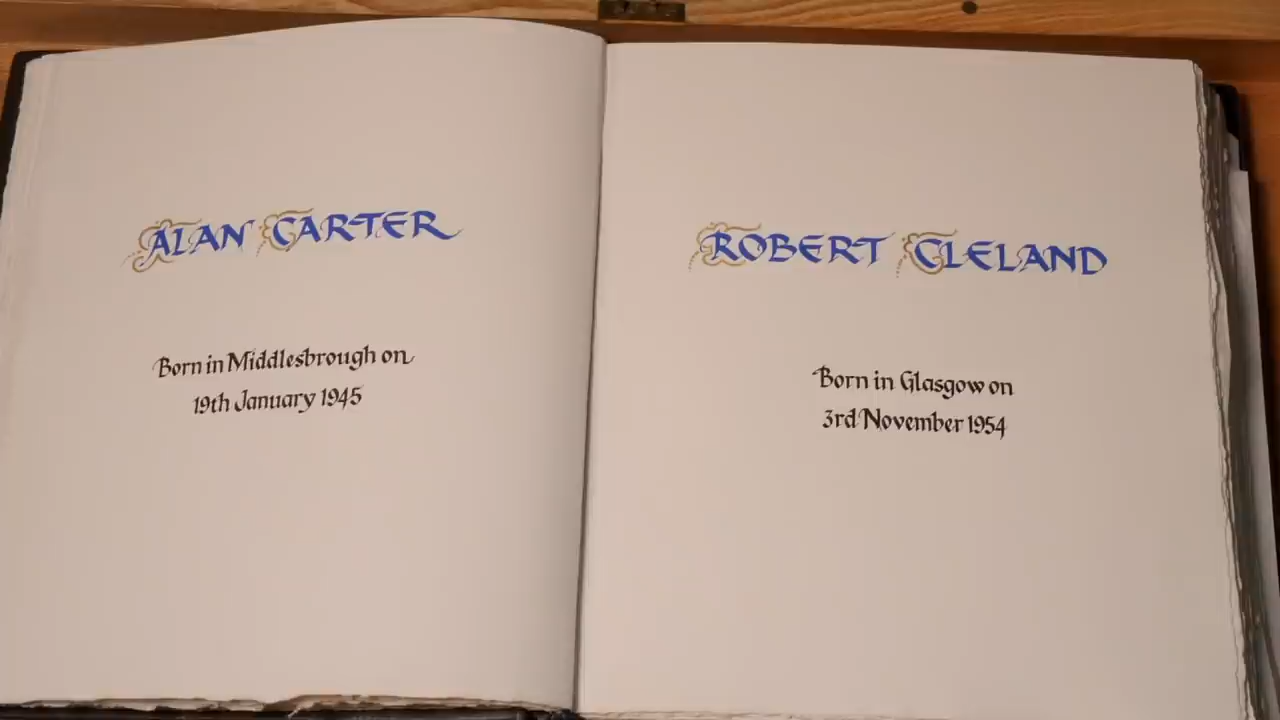 ALAN CARTER
Born in Middlesbrough on
19th January 1945
ROBERT CLELAND
Born in Glasgow on
3rd November 1954